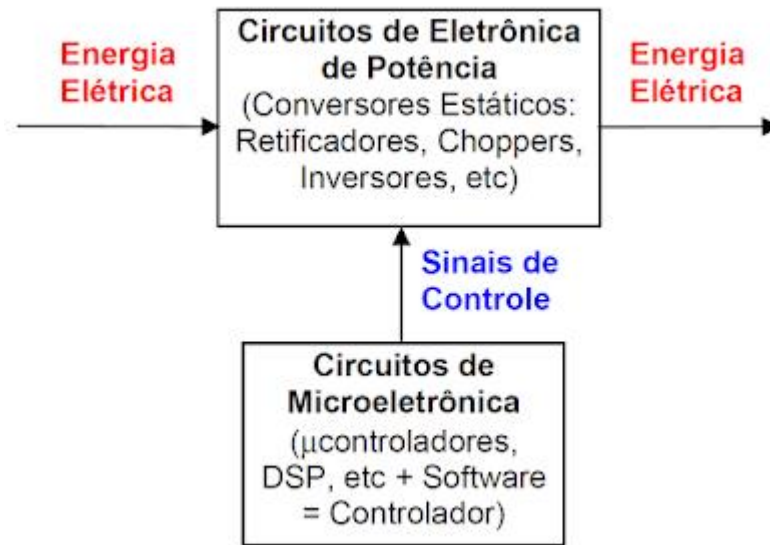 Circuitos de Eletrônica
de Potência
(Conversores Estáticos:
Retificadores, Choppers,
Inversores, etc)
Energia
Elétrica
Energia
Elétrica
Sinais de
Controle
Circuitos de
Microeletrônica
(μcontroladores,
DSP, etc + Software
= Controlador)